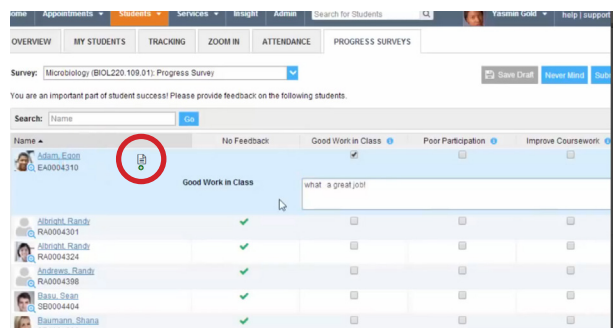 ome Appointments Students Services Insight Admin Search for Students Yasmin Gold help | support
OVERVIEW MY STUDENTS TRACKING ZOOM IN ATTENDANCE PROGRESS SURVEYS
Survey: Microbiology (BIOL220.109.01): Progress Survey Save Draft Never Mind Sub
You are an important part of student success! Please provide feedback on the following students.
Search: Name Go
Name No Feedback Good Work in Class Poor Participation Improve Coursework
Adam, Egon
EA0004310
Good Work in Class what a great job!
Albright, Randy
RA0004301
Albright, Randy
RA0004324
Andrews, Randy
RA0004398
Basu, Sean
SB0004404
Baumann, Shana